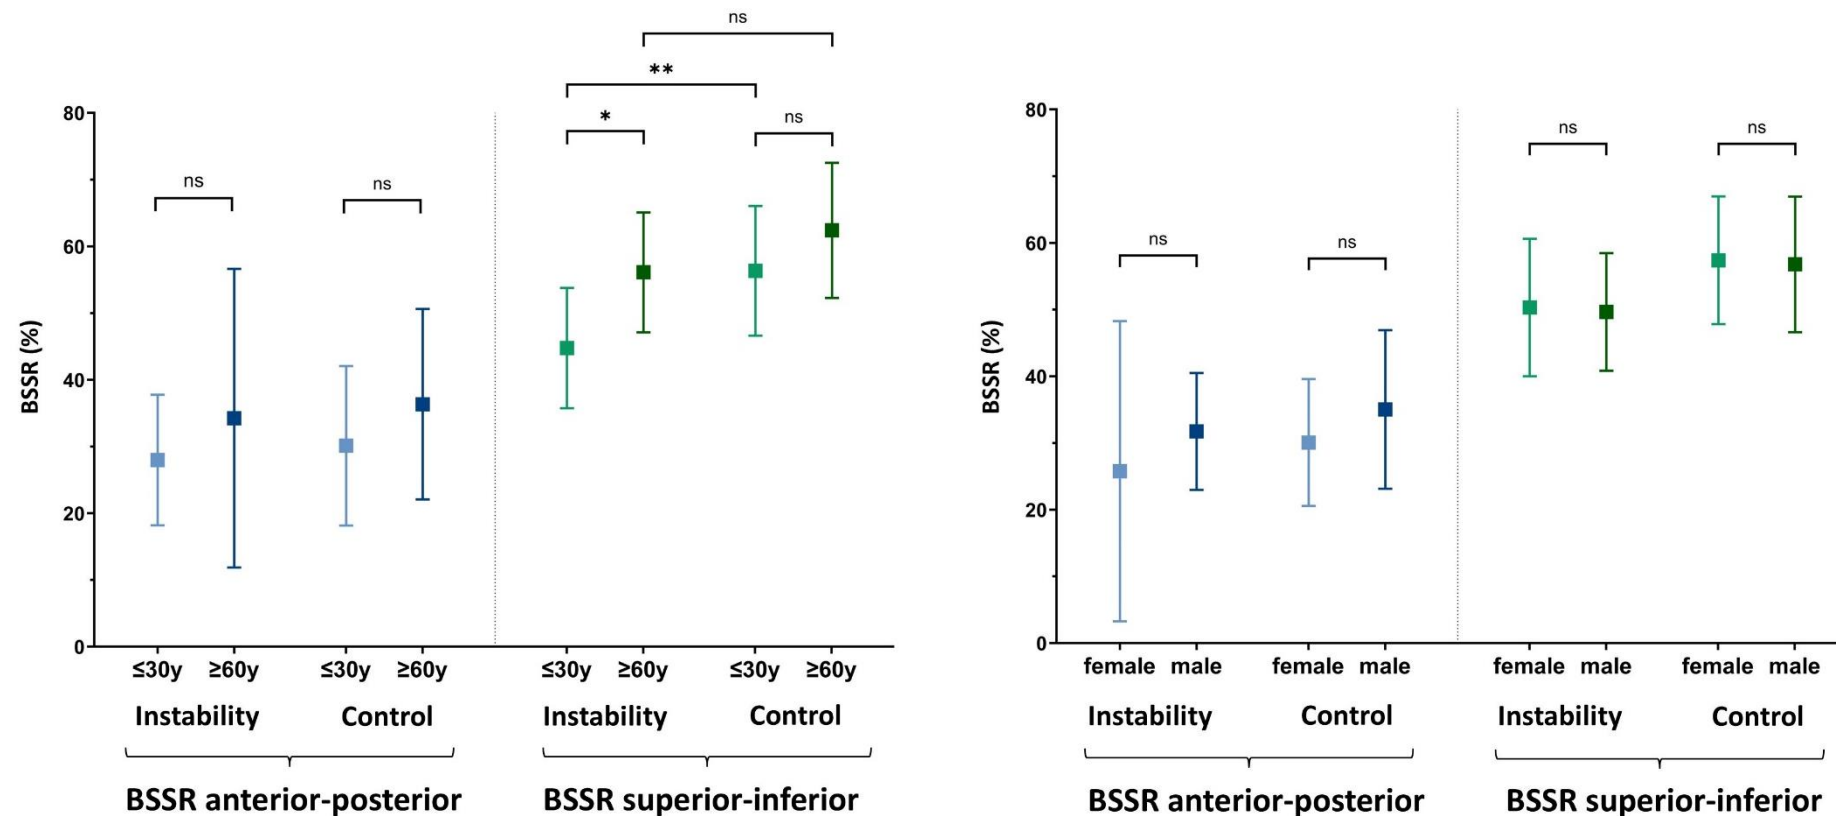 ns
**
*
ns
ns
ns
80
60
40
20
0
BSSR (%)
≤30y ≥60y ≤30y ≥60y ≤30y ≥60y ≤30y ≥60y
Instability Control Instability Control
BSSR anterior-posterior BSSR superior-inferior
ns
ns
ns
ns
80
60
40
20
0
BSSR (%)
female male female male female male female male
Instability Control Instability Control
BSSR anterior-posterior BSSR superior-inferior